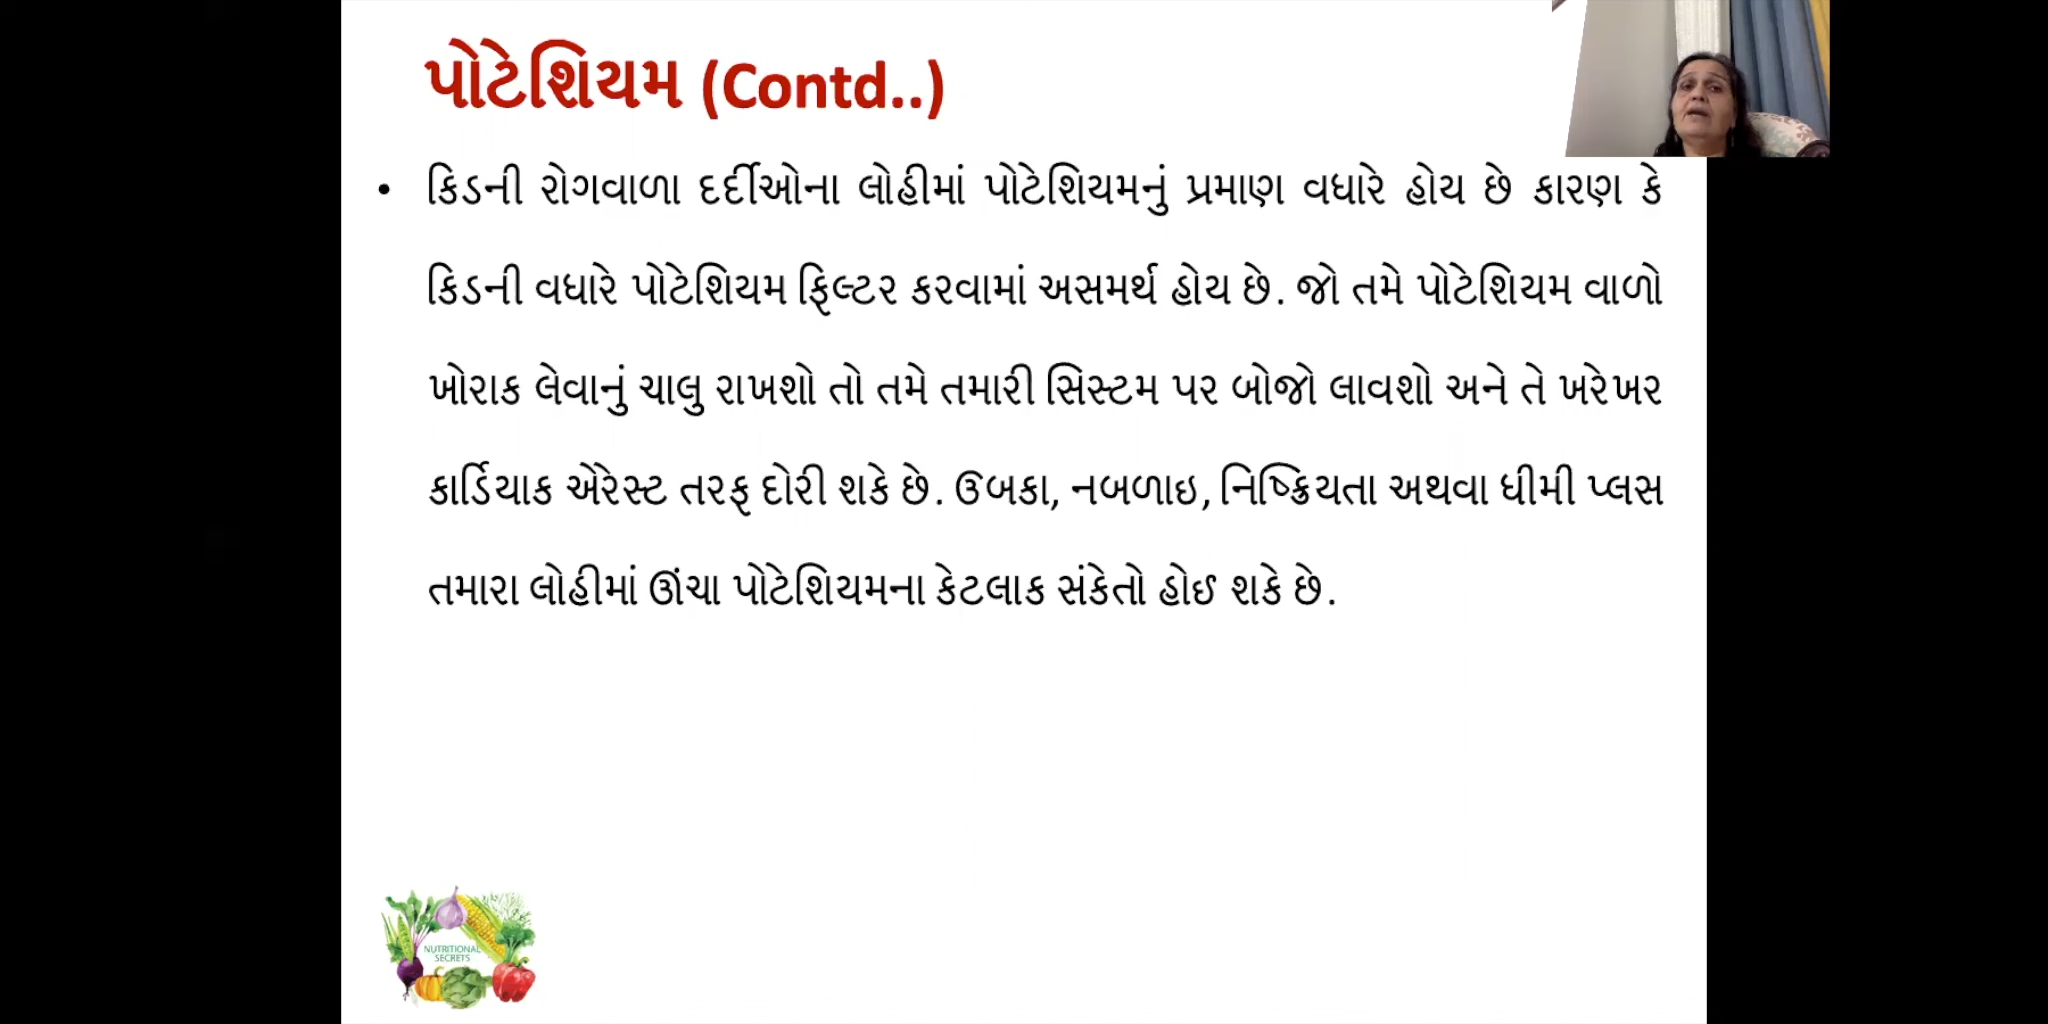 પોટેશિયમ (Contd..)
• કિડની રોગવાળા દર્દીઓના લોહીમાં પોટેશિયમનું પ્રમાણ વધારે હોય છે કારણ કે
કિડની વધારે પોટેશિયમ ફિલ્ટર કરવામાં અસમર્થ હોય છે. જો તમે પોટેશિયમ વાળો
ખોરાક લેવાનું ચાલુ રાખશો તો તમે તમારી સિસ્ટમ પર બોજો લાવશો અને તે ખરેખર
કાર્ડિયાક એરેસ્ટ તરફ દોરી શકે છે. ઉબકા, નબળાઇ, નિષ્ક્રિયતા અથવા ધીમી પ્લસ
તમારા લોહીમાં ઊંચા પોટેશિયમના કેટલાક સંકેતો હોઈ શકે છે.
NUTRITIONAL
SECRETS